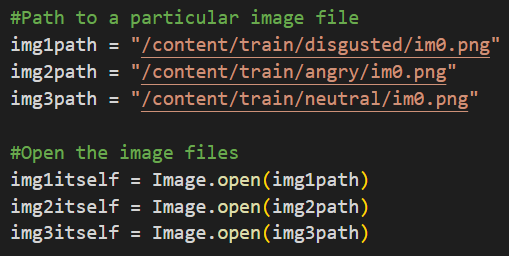 #Path to a particular image file
img1path = "/content/train/disgusted/im0.png"
img2path = "/content/train/angry/im0.png"
img3path = "/content/train/neutral/im0.png"
#Open the image files
img1itself = Image.open(img1path)
img2itself = Image.open(img2path)
img3itself = Image.open(img3path)